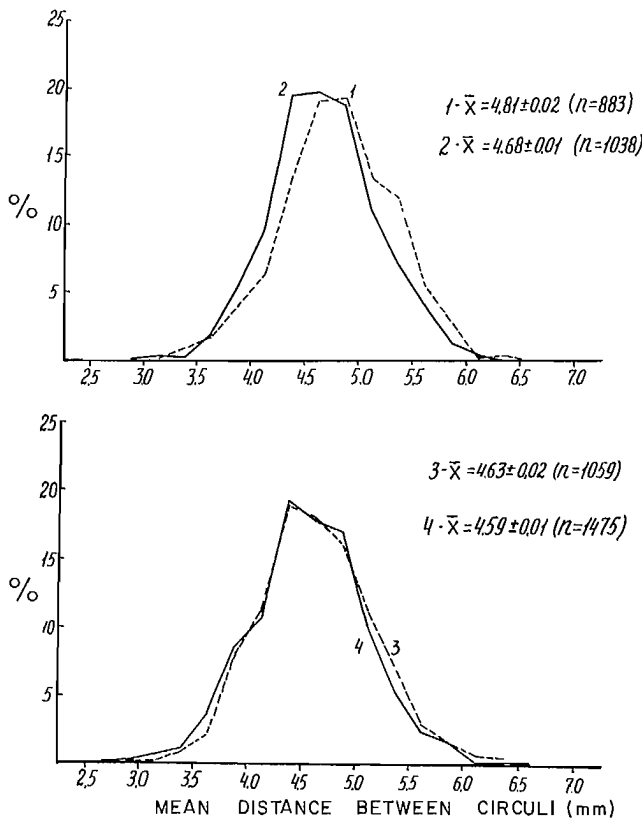 25
20
2
1
1-x̄=4.81±0.02 (n=883)
2-x̄=4.68±0.01 (n=1038)
15
%
10
5
2.5 3.0 3.5 4.0 4.5 5.0 5.5 6.0 6.5 7.0
25
3-x̄=4.63±0.02 (n=1059)
20
4-x̄=4.59±0.01 (n=1475)
15
%
10
4 3
5
2.5 3.0 3.5 4.0 4.5 5.0 5.5 6.0 6.5 7.0
MEAN DISTANCE BETWEEN CIRCULI (mm)